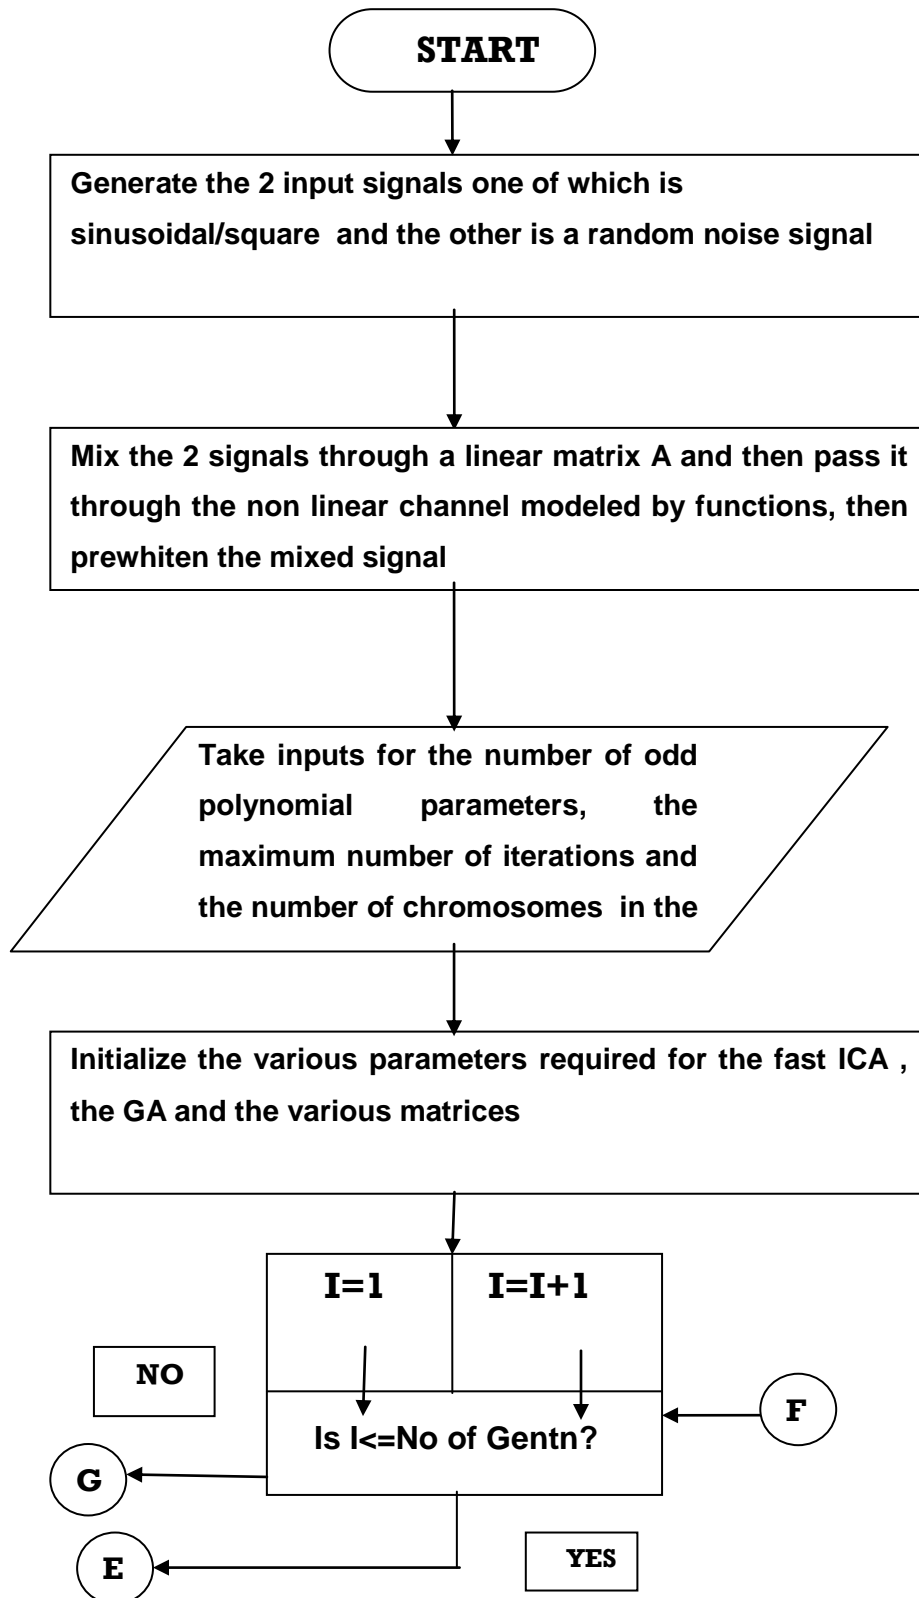 START
Generate the 2 input signals one of which is
sinusoidal/square and the other is a random noise signal
Mix the 2 signals through a linear matrix A and then pass it
through the non linear channel modeled by functions, then
prewhiten the mixed signal
Take inputs for the number of odd
polynomial parameters, the
maximum number of iterations and
the number of chromosomes in the
Initialize the various parameters required for the fast ICA ,
the GA and the various matrices
I=1 I=I+1
NO
F
Is I<=No of Gentn?
G
E
YES